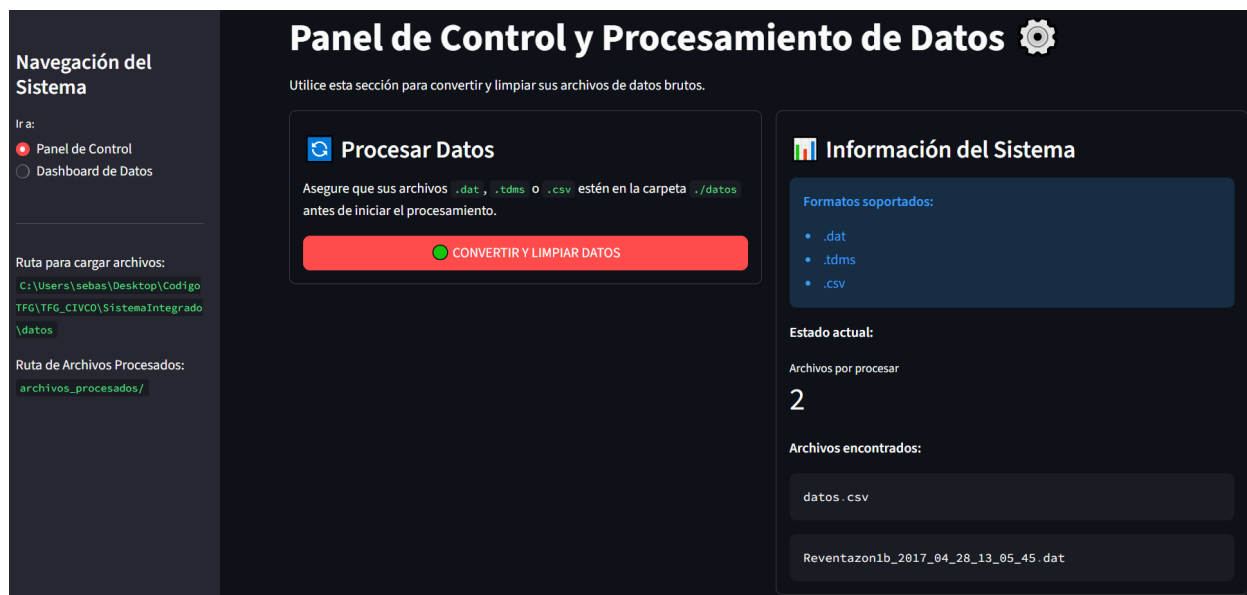 Navegación del
Sistema
Ir a:
Panel de Control
Dashboard de Datos
Ruta para cargar archivos:
C:\Users\sebas\Desktop\Codigo
TFG\TFG_CIVCO\SistemaIntegrado
\datos
Ruta de Archivos Procesados:
archivos_procesados/
Panel de Control y Procesamiento de Datos
Utilice esta sección para convertir y limpiar sus archivos de datos brutos.
Procesar Datos
Asegure que sus archivos .dat, .tdms o .csv estén en la carpeta ./datos
antes de iniciar el procesamiento.
CONVERTIR Y LIMPIAR DATOS
Información del Sistema
Formatos soportados:
• .dat
• .tdms
• .csv
Estado actual:
Archivos por procesar
2
Archivos encontrados:
datos.csv
Reventazon1b_2017_04_28_13_05_45.dat